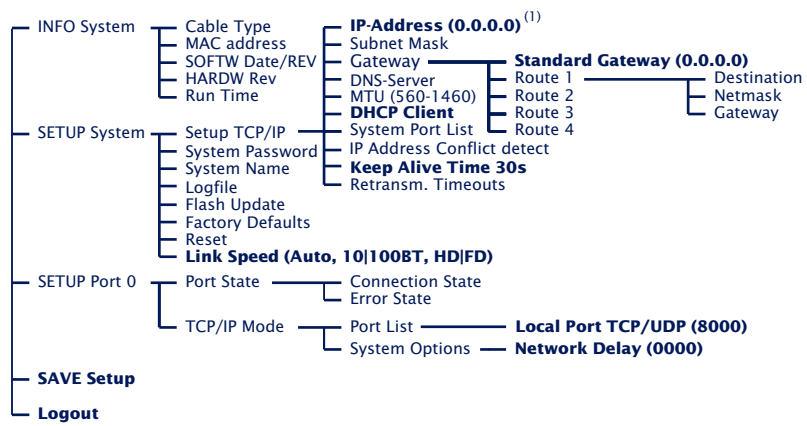 INFO System
Cable Type
MAC address
SOFTW Date/REV
HARDW Rev
Run Time
SETUP System
Setup TCP/IP
IP-Address (0.0.0.0) (1)
Subnet Mask
Gateway
Standard Gateway (0.0.0.0)
Route 1
Destination
Netmask
Gateway
Route 2
Route 3
Route 4
DNS-Server
MTU (560-1460)
DHCP Client
System Port List
IP Address Conflict detect
Keep Alive Time 30s
Retransm. Timeouts
System Password
System Name
Logfile
Flash Update
Factory Defaults
Reset
Link Speed (Auto, 10|100BT, HD|FD)
SETUP Port 0
Port State
Connection State
Error State
TCP/IP Mode
Port List
Local Port TCP/UDP (8000)
System Options
Network Delay (0000)
SAVE Setup
Logout